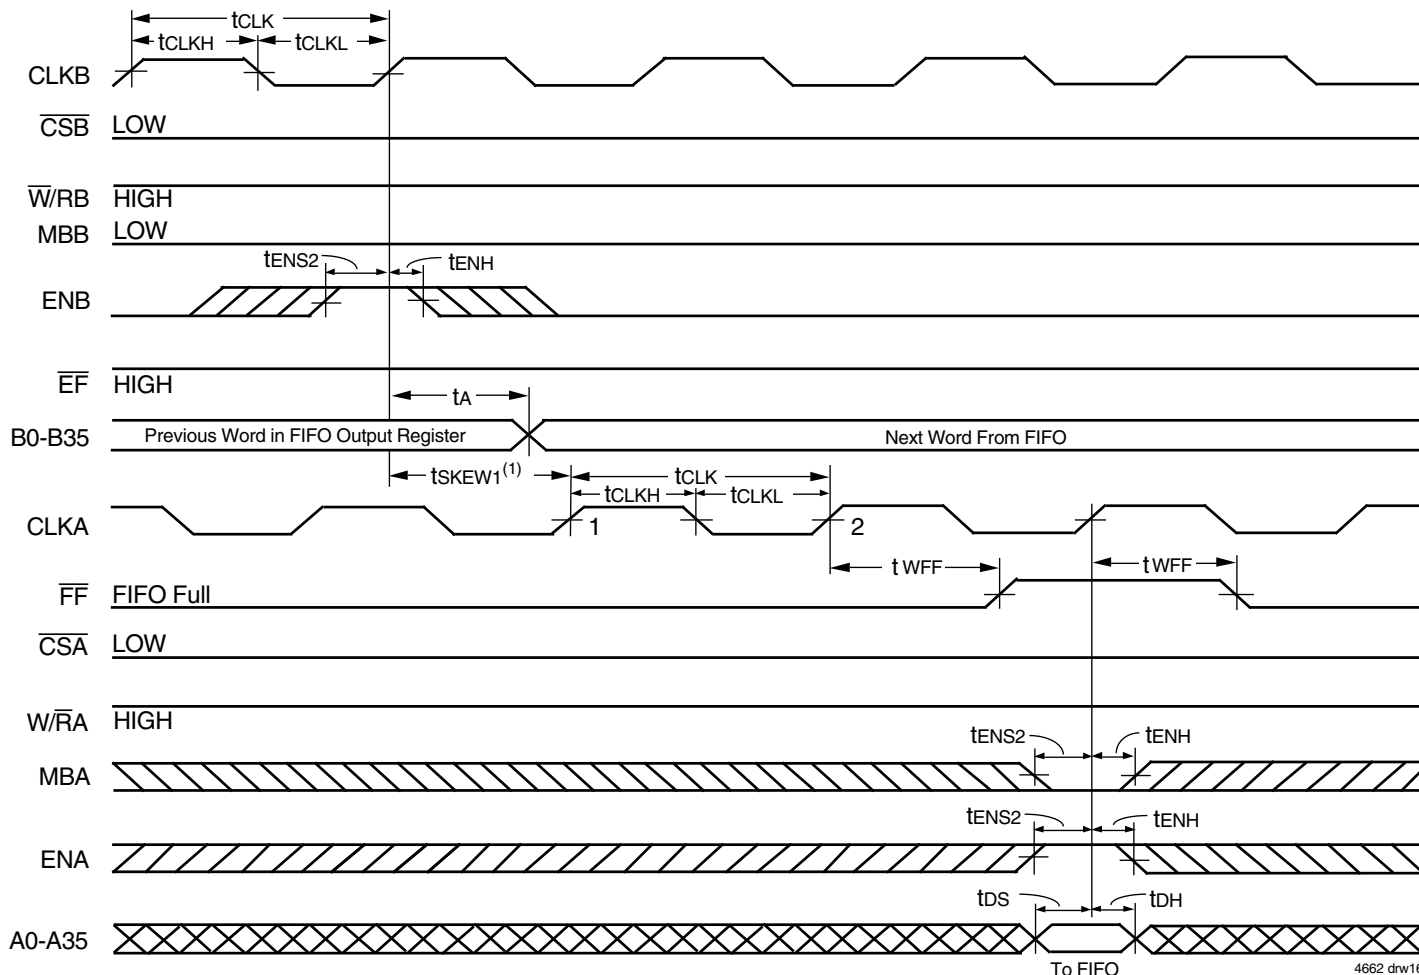 tCLK
tCLKH tCLKL
CLKB
CSB LOW
W/RB HIGH
MBB LOW
tENS2 tENH
ENB
EF HIGH
tA
B0-B35 Previous Word in FIFO Output Register Next Word From FIFO
tSKEW1(1) tCLK
tCLKH tCLKL
CLKA 1 2
tWFF tWFF
FF FIFO Full
CSA LOW
W/RA HIGH
tENS2 tENH
MBA
tENS2 tENH
ENA
tDS tDH
A0-A35
To FIFO 4662 drw16